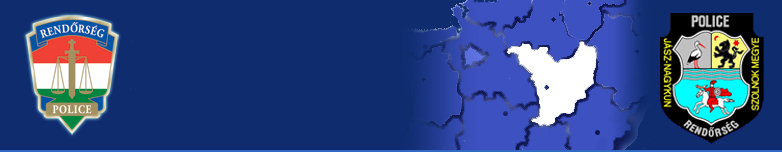 RENDŐRSÉG
POLICE
POLICE
JÁSZ-NAGYKUN
SZOLNOK MEGYE
RENDŐRSÉG